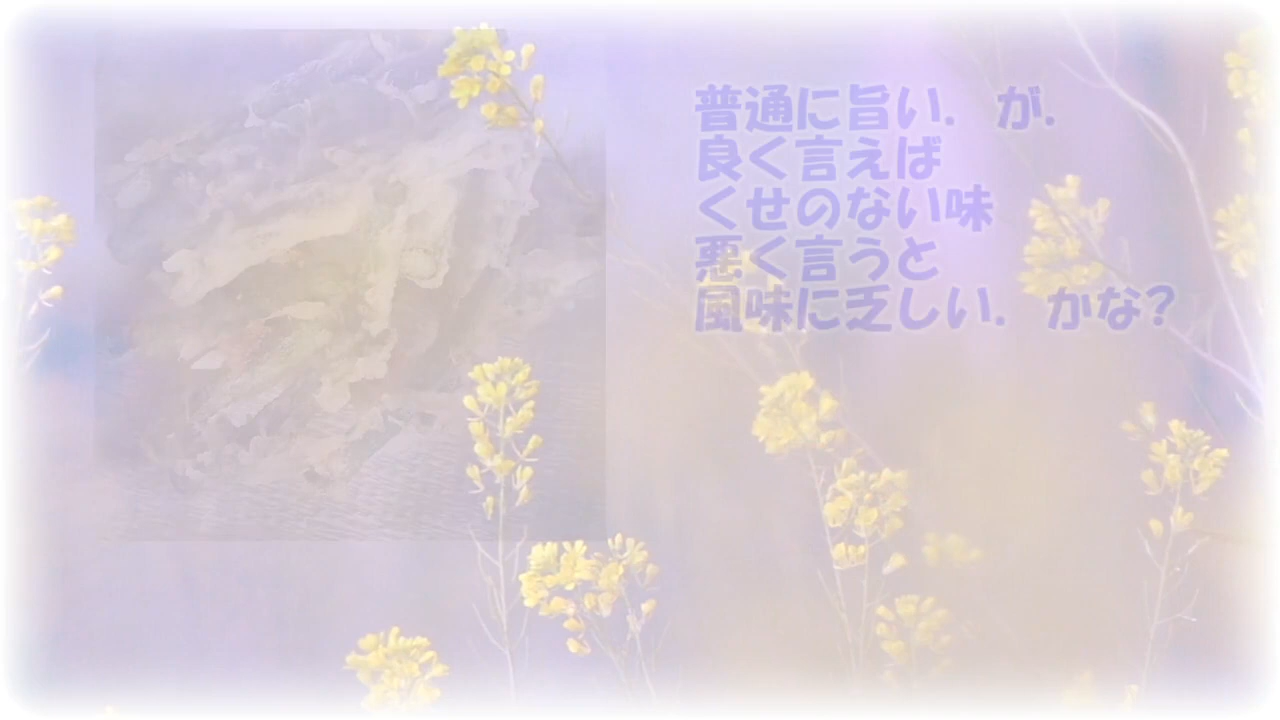 普通に旨い. が.
良く言えば
くせのない味
悪く言うと
風味に乏しい. かな?